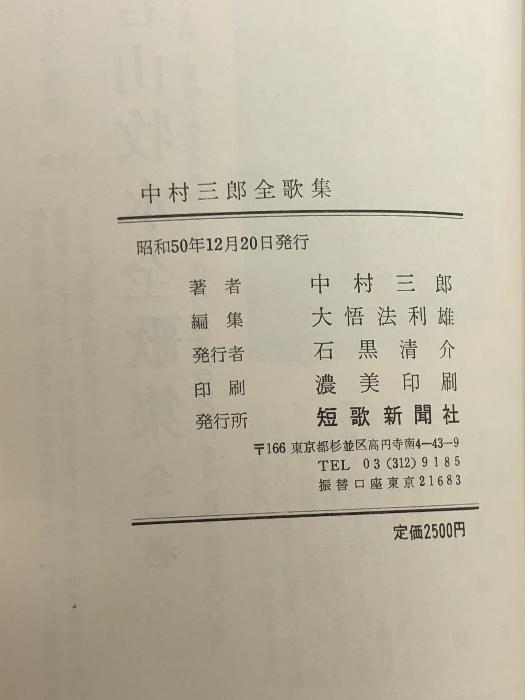 中村三郎全歌集
昭和50年12月20日発行
著者 中村三郎
編集 大悟法利雄
発行者 石黒清介
印刷 濃美印刷
発行所 短歌新聞社
〒166 東京都杉並区高円寺南4−43−9
TEL 03(312)9185
振替口座東京21683
定価2500円